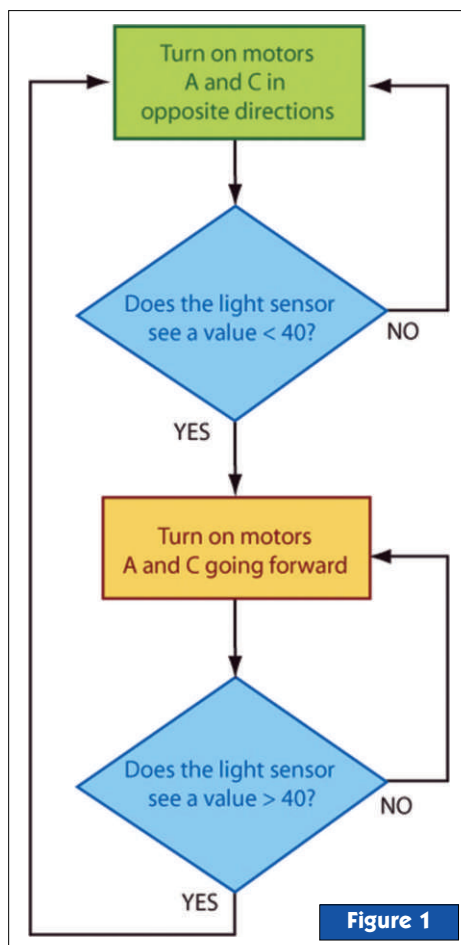 Turn on motors
A and C in
opposite directions
Does the light sensor
see a value < 40?
NO
YES
Turn on motors
A and C going forward
Does the light sensor
see a value > 40?
NO
YES
Figure 1